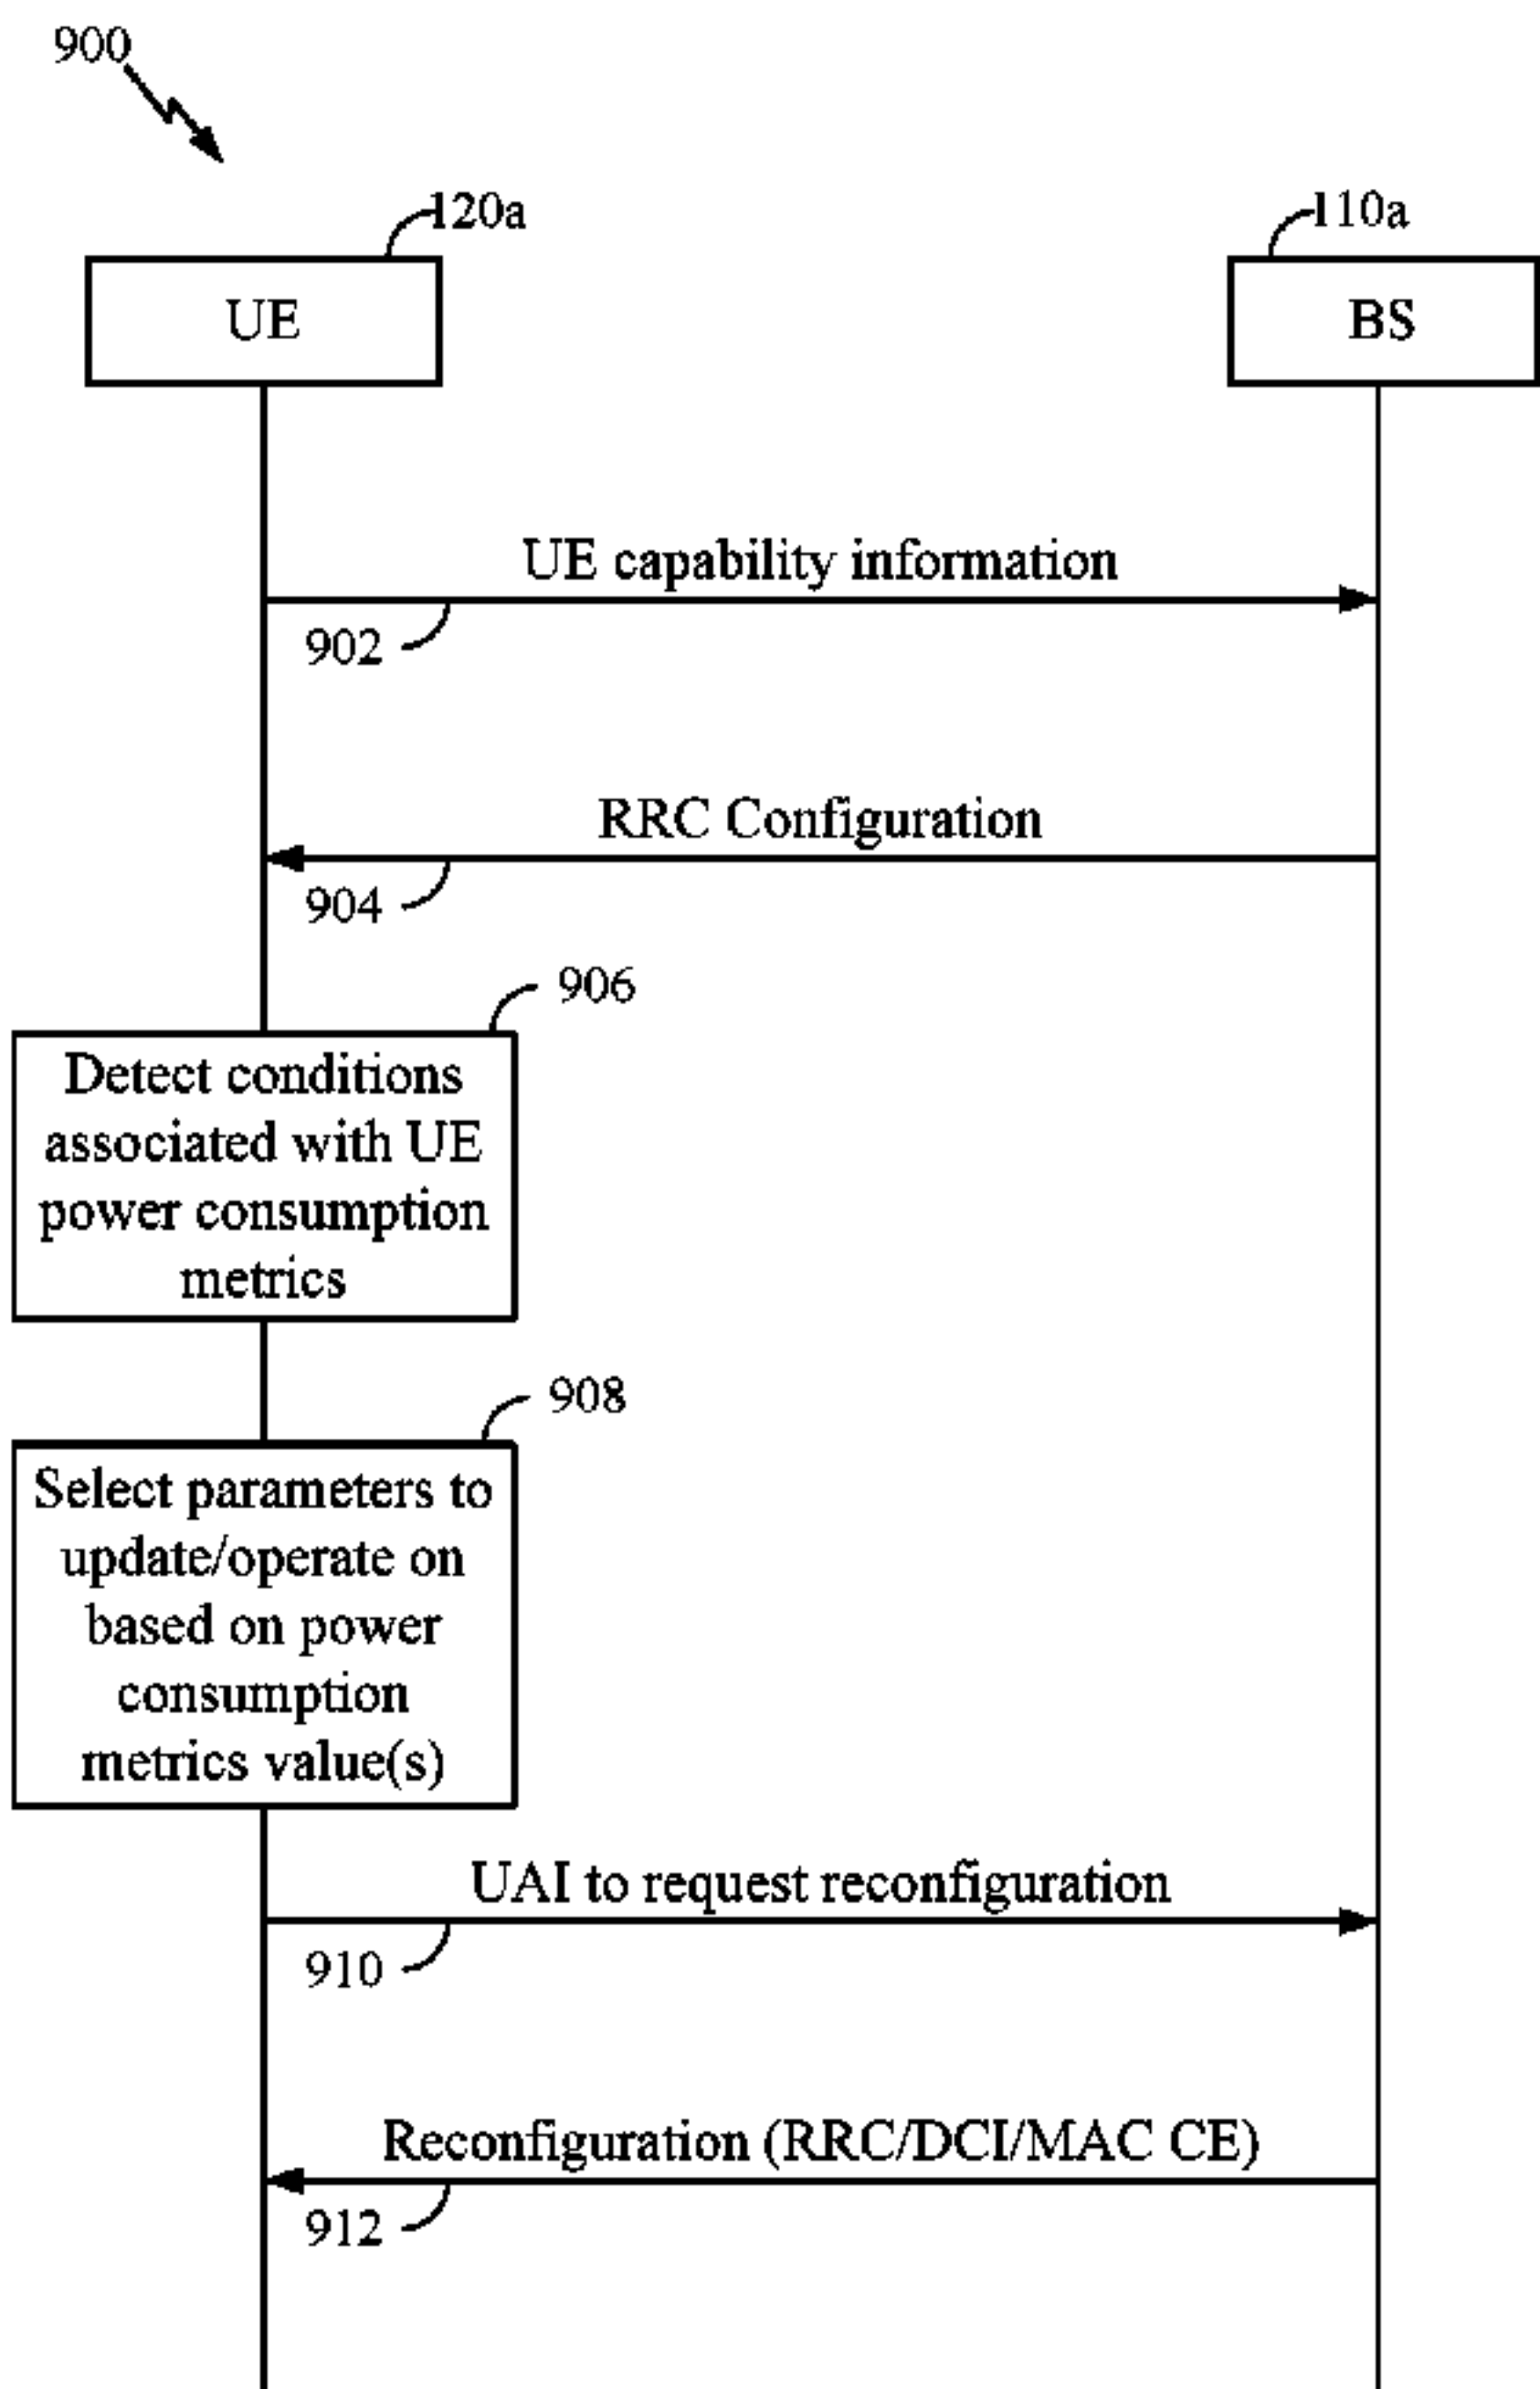 900
120a
110a
UE
BS
UE capability information
902
RRC Configuration
904
906
Detect conditions
associated with UE
power consumption
metrics
908
Select parameters to
update/operate on
based on power
consumption
metrics value(s)
UAI to request reconfiguration
910
Reconfiguration (RRC/DCI/MAC CE)
912